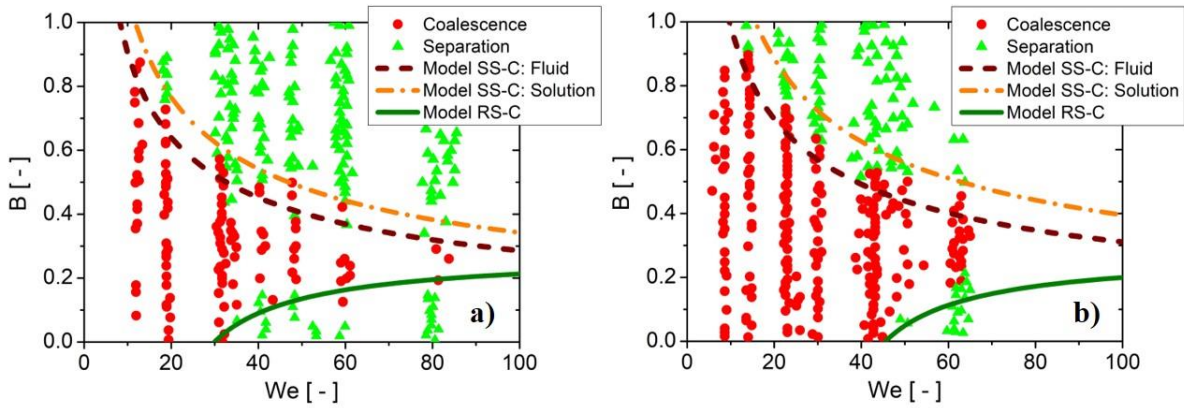 Coalescence
Separation
Model SS-C: Fluid
Model SS-C: Solution
Model RS-C
1.0
0.8
0.6
0.4
0.2
0.0
B [ - ]
a)
0 20 40 60 80 100
We [ - ]
Coalescence
Separation
Model SS-C: Fluid
Model SS-C: Solution
Model RS-C
1.0
0.8
0.6
0.4
0.2
0.0
B [ - ]
b)
0 20 40 60 80 100
We [ - ]